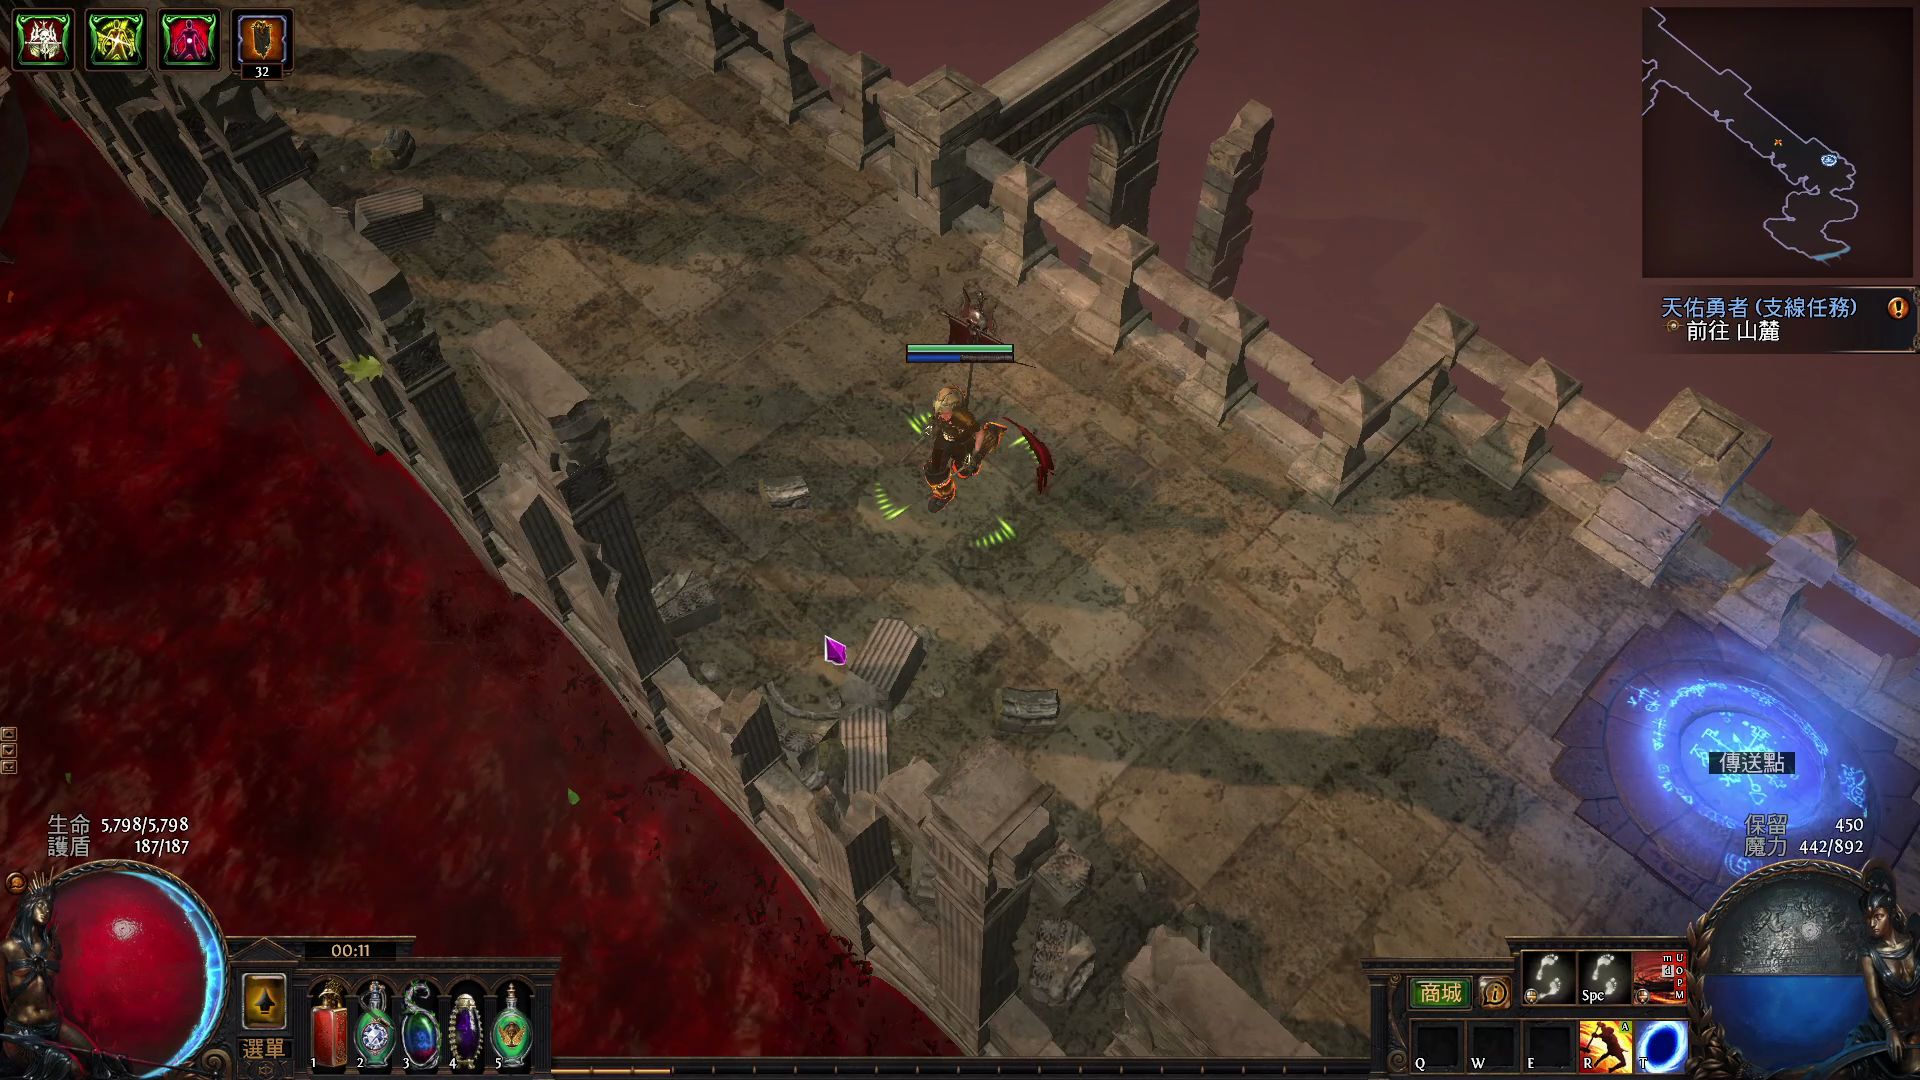 32
天佑勇者 (支線任務)
前往 山麓
傳送點
生命 5,798/5,798
護盾 187/187
保留 450
魔力 442/892
00:11
選單
1
2
3
4
5
商城
Spc
m U
d O
P
M
Q
W
E
R
A
T